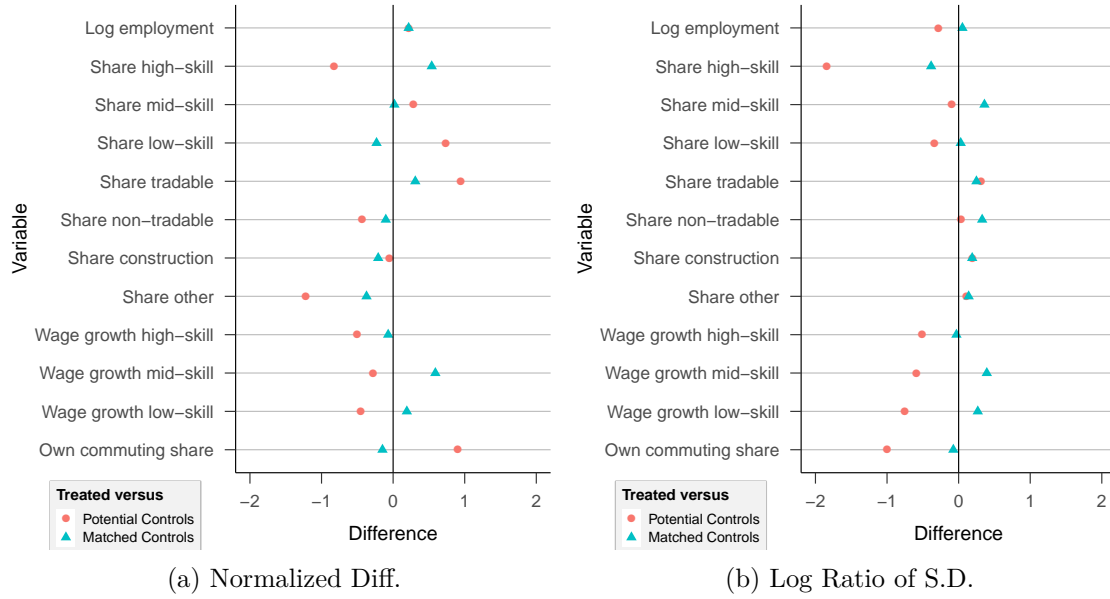 Variable
Log employment
Share high−skill
Share mid−skill
Share low−skill
Share tradable
Share non−tradable
Share construction
Share other
Wage growth high−skill
Wage growth mid−skill
Wage growth low−skill
Own commuting share
−2 −1 0 1 2
Difference
Treated versus
Potential Controls
Matched Controls
(a) Normalized Diff.
Variable
Log employment
Share high−skill
Share mid−skill
Share low−skill
Share tradable
Share non−tradable
Share construction
Share other
Wage growth high−skill
Wage growth mid−skill
Wage growth low−skill
Own commuting share
−2 −1 0 1 2
Difference
Treated versus
Potential Controls
Matched Controls
(b) Log Ratio of S.D.